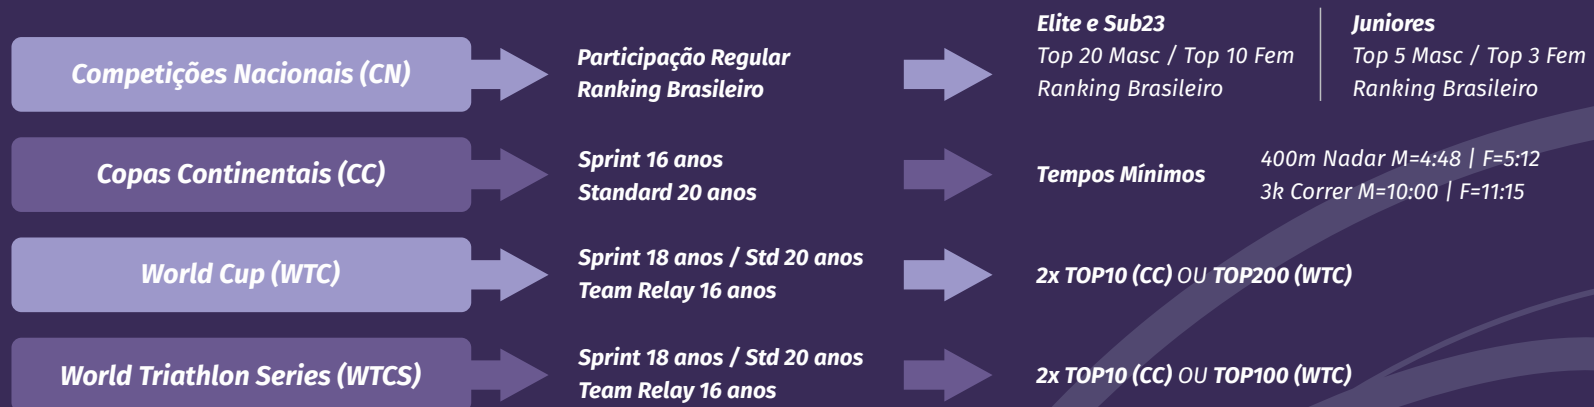 Competições Nacionais (CN)
Participação Regular
Ranking Brasileiro
Elite e Sub23
Top 20 Masc / Top 10 Fem
Ranking Brasileiro
Juniores
Top 5 Masc / Top 3 Fem
Ranking Brasileiro
Copas Continentais (CC)
Sprint 16 anos
Standard 20 anos
Tempos Mínimos
400m Nadar M=4:48 | F=5:12
3k Correr M=10:00 | F=11:15
World Cup (WTC)
Sprint 18 anos / Std 20 anos
Team Relay 16 anos
2x TOP10 (CC) OU TOP200 (WTC)
World Triathlon Series (WTCS)
Sprint 18 anos / Std 20 anos
Team Relay 16 anos
2x TOP10 (CC) OU TOP100 (WTC)